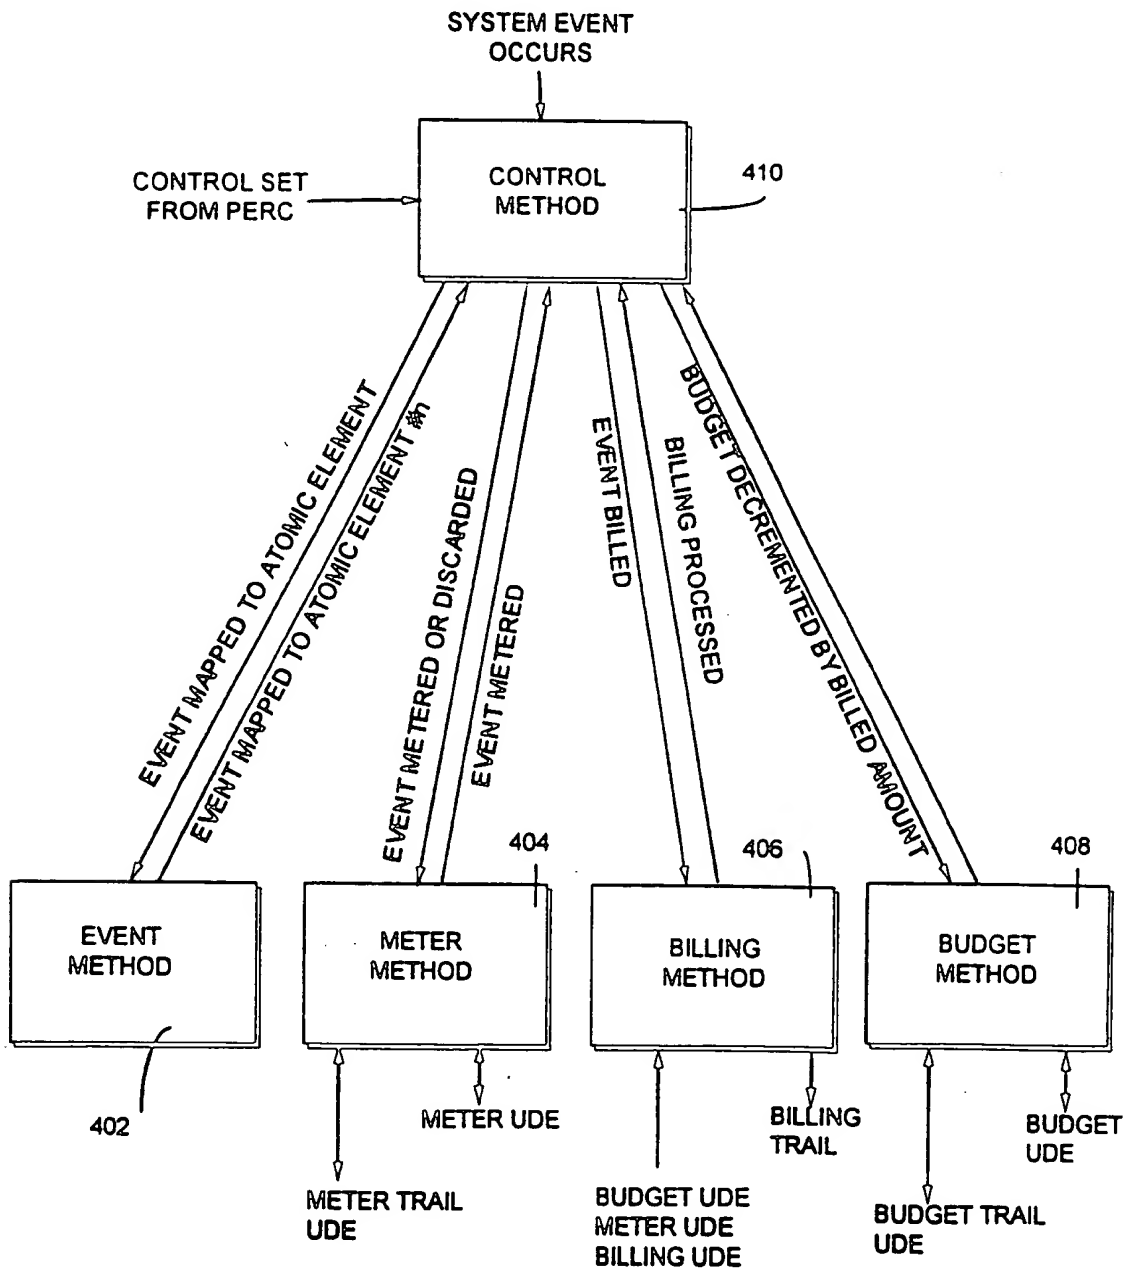 SYSTEM EVENT
OCCURS
CONTROL SET
FROM PERC
CONTROL
METHOD
410
EVENT MAPPED TO ATOMIC ELEMENT
EVENT MAPPED TO ATOMIC ELEMENT #n
EVENT METERED OR DISCARDED
EVENT METERED
EVENT BILLED
BILLING PROCESSED
BUDGET DECREMENTED BY BILLED AMOUNT
404
406
408
EVENT
METHOD
METER
METHOD
BILLING
METHOD
BUDGET
METHOD
402
METER UDE
METER TRAIL
UDE
BILLING
TRAIL
BUDGET UDE
METER UDE
BILLING UDE
BUDGET
UDE
BUDGET TRAIL
UDE